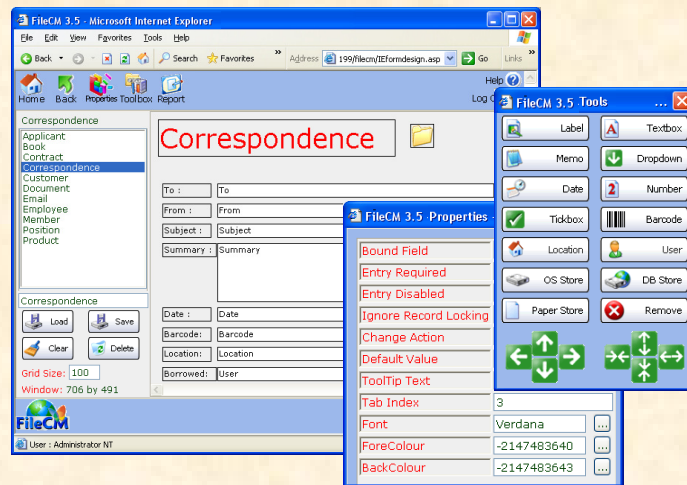 FileCM 3.5 - Microsoft Internet Explorer
File Edit View Favorites Tools Help
Back Search Favorites » Address 199/filecm/IEformdesign.asp Go Links »
Home Back Properties Toolbox Report
Help
Log
Correspondence
Applicant
Book
Contract
Correspondence
Customer
Document
Email
Employee
Member
Position
Product
Correspondence
Load Save
Clear Delete
Grid Size: 100
Window: 706 by 491
Correspondence
To : To
From : From
Subject : Subject
Summary : Summary
Date : Date
Barcode: Barcode
Location: Location
Borrowed: User
FileCM
User : Administrator NT
FileCM 3.5 -Properties -
Bound Field
Entry Required
Entry Disabled
Ignore Record Locking
Change Action
Default Value
ToolTip Text
Tab Index 3
Font Verdana ...
ForeColour -2147483640 ...
BackColour -2147483643 ...
FileCM 3.5 -Tools ...
Label Textbox
Memo Dropdown
Date Number
Tickbox Barcode
Location User
OS Store DB Store
Paper Store Remove